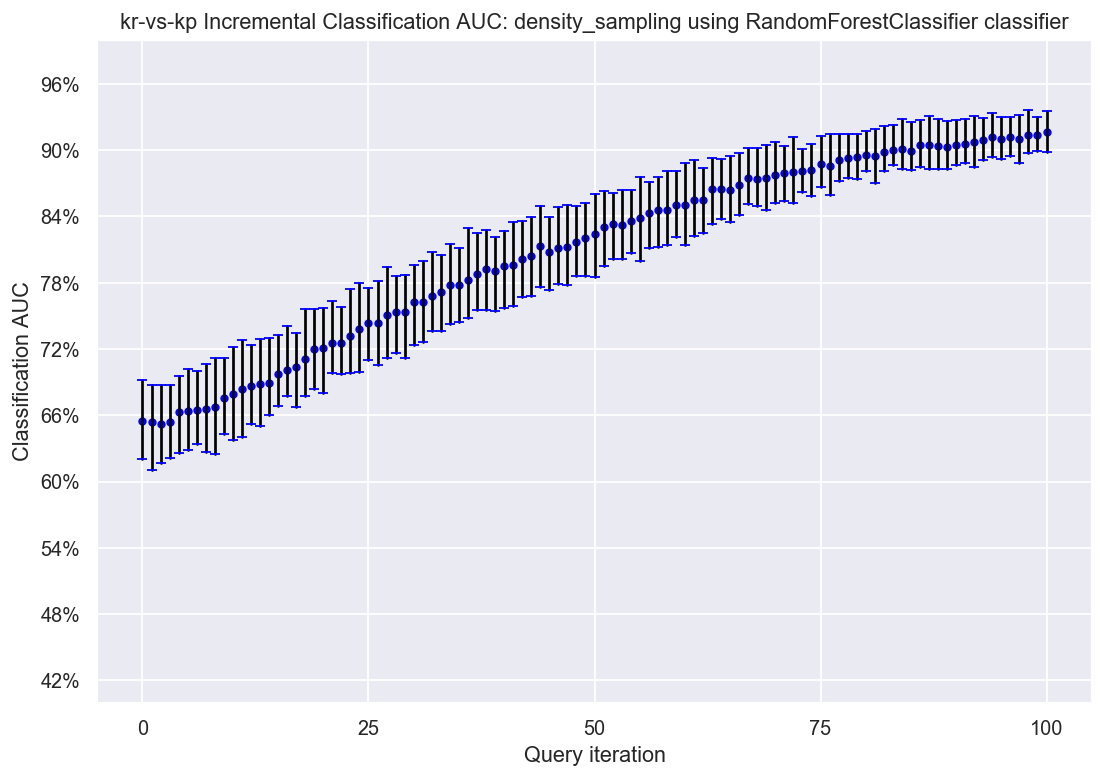 kr-vs-kp Incremental Classification AUC: density_sampling using RandomForestClassifier classifier
96%
90%
84%
78%
72%
66%
60%
54%
48%
42%
Classification AUC
0 25 50 75 100
Query iteration